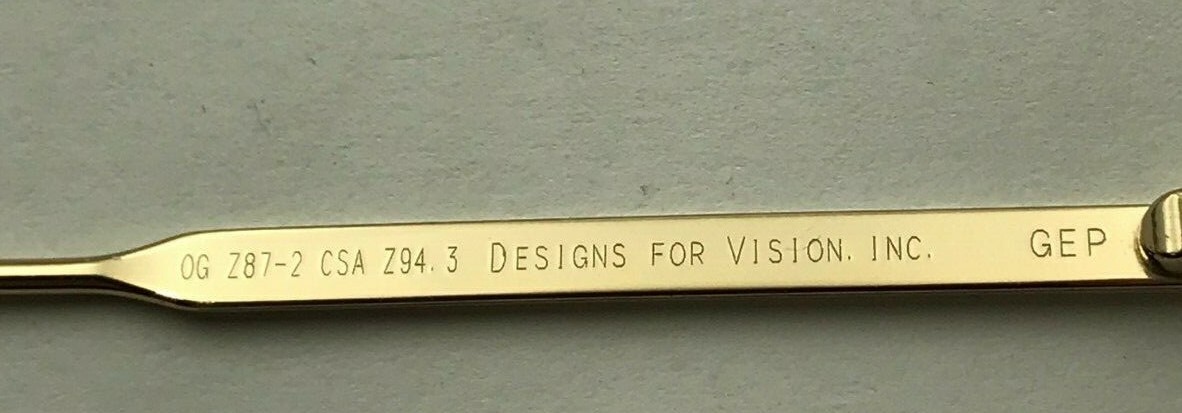 OG Z87-2 CSA Z94.3 DESIGNS FOR VISION. INC. GEP